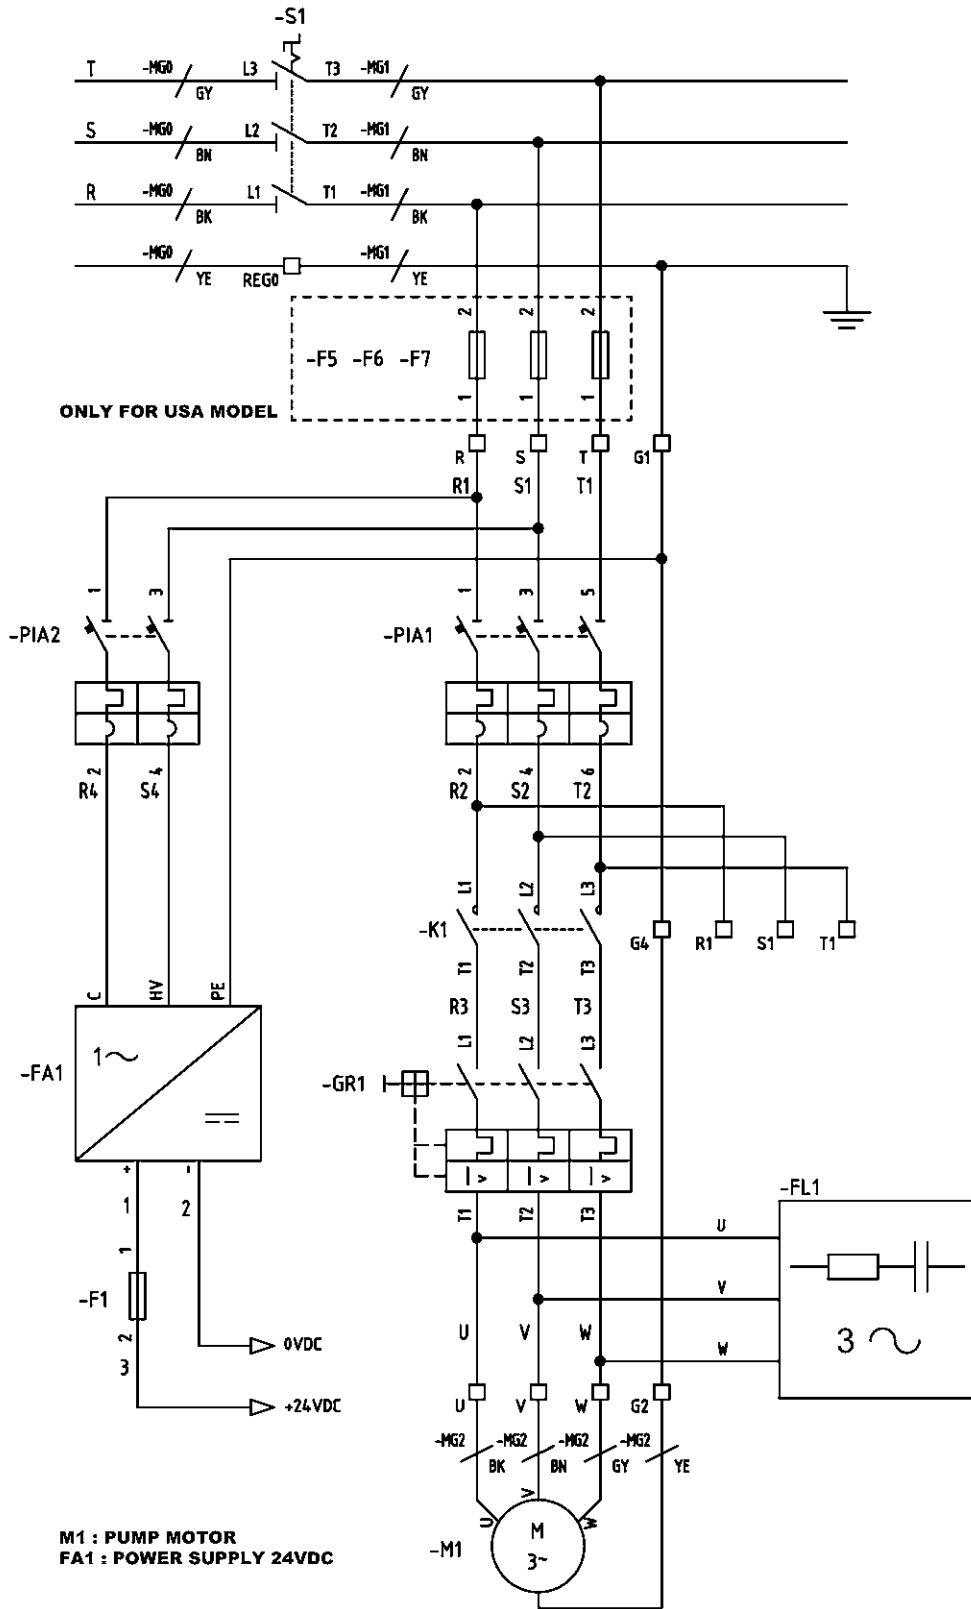 -S1
T -MG0 L3 T3 -MG1
GY GY
S -MG0 L2 T2 -MG1
BN BN
R -MG0 L1 T1 -MG1
BK BK
-MG0 -MG1
YE REG0 YE
2 2 2
-F5 -F6 -F7
1 1 1
ONLY FOR USA MODEL
R S T G1
R1 S1 T1
1 3 1 3 5
-PIA2 -PIA1
2 4 2 4 6
R4 S4 R2 S2 T2
L1 L2 L3
-K1
G4 R1 S1 T1
T1 T2 T3
C HV PE
R3 S3 T3
L1 L2 L3
1
-FA1 -GR1
I > I > I >
+ -
1 2
T1 T2 T3
-FL1
U
1
V
-F1
2
3
U V W
3
0VDC
W
+24VDC
U V W G2
-MG2 -MG2 -MG2 -MG2
BK BN GY YE
U V W
M
3~
-M1
M1 : PUMP MOTOR
FA1 : POWER SUPPLY 24VDC